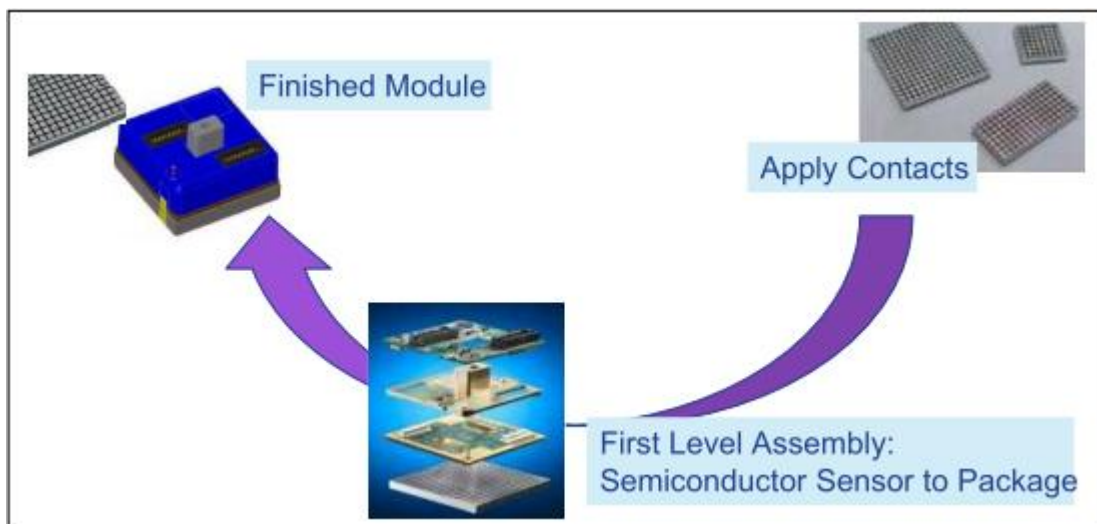 Finished Module
Apply Contacts
First Level Assembly:
Semiconductor Sensor to Package